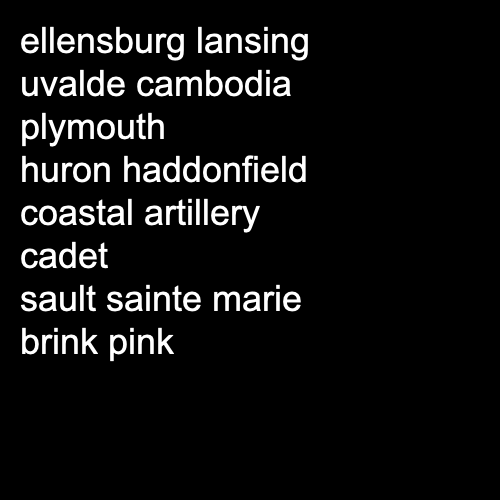 ellensburg lansing
uvalde cambodia
plymouth
huron haddonfield
coastal artillery
cadet
sault sainte marie
brink pink